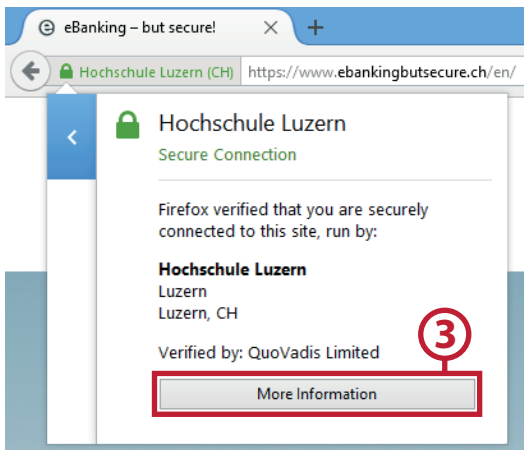 eBanking – but secure!
Hochschule Luzern (CH) https://www.ebankingbutsecure.ch/en/
Hochschule Luzern
Secure Connection
Firefox verified that you are securely
connected to this site, run by:
Hochschule Luzern
Luzern
Luzern, CH
3
Verified by: QuoVadis Limited
More Information